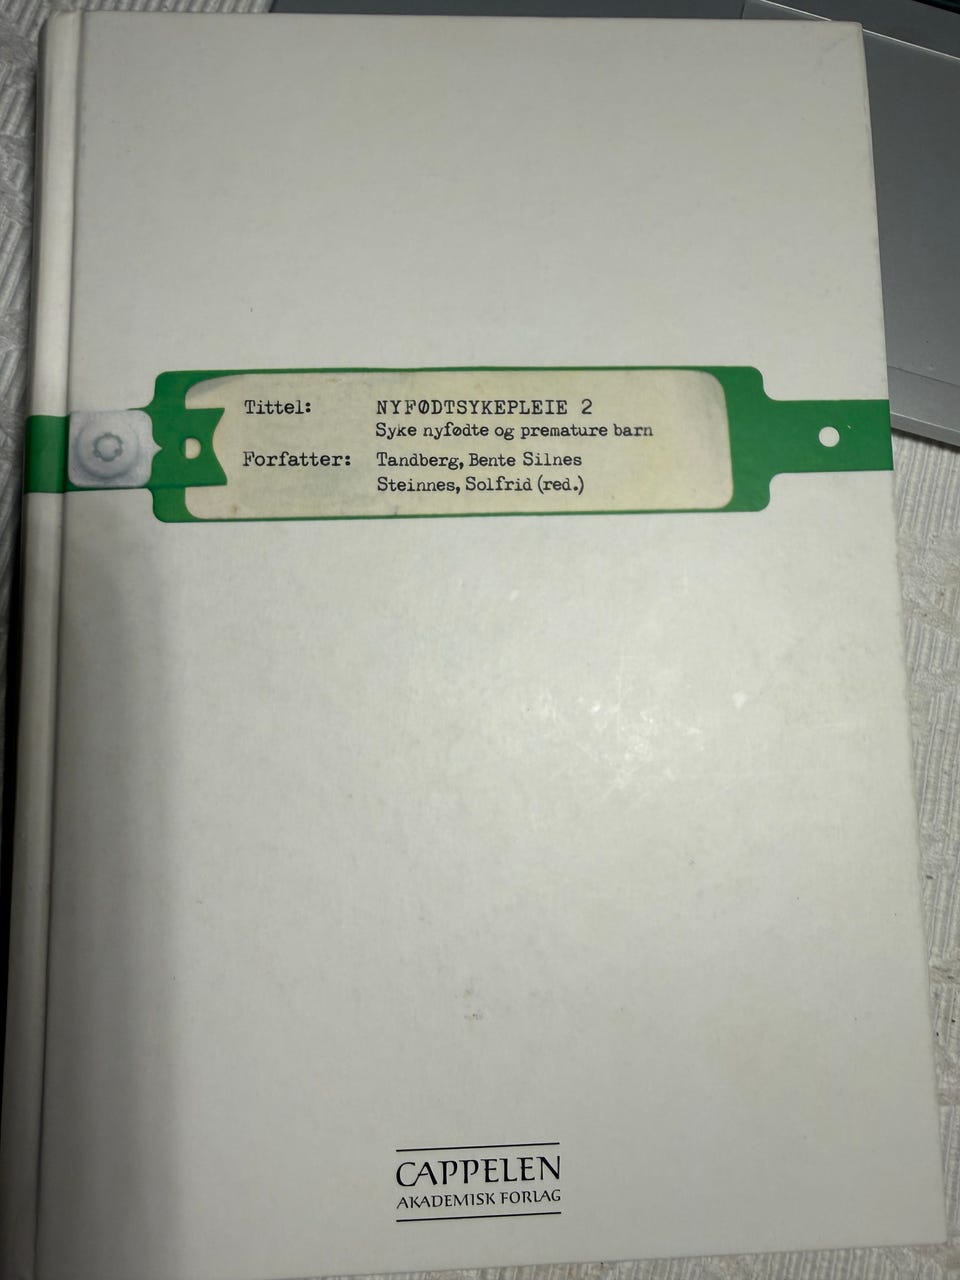 Tittel: NYFØDTSYKEPLEIE 2
Syke nyfødte og premature barn
Forfatter: Tandberg, Bente Silnes
Steinnes, Solfrid (red.)
CAPPELEN
AKADEMISK FORLAG